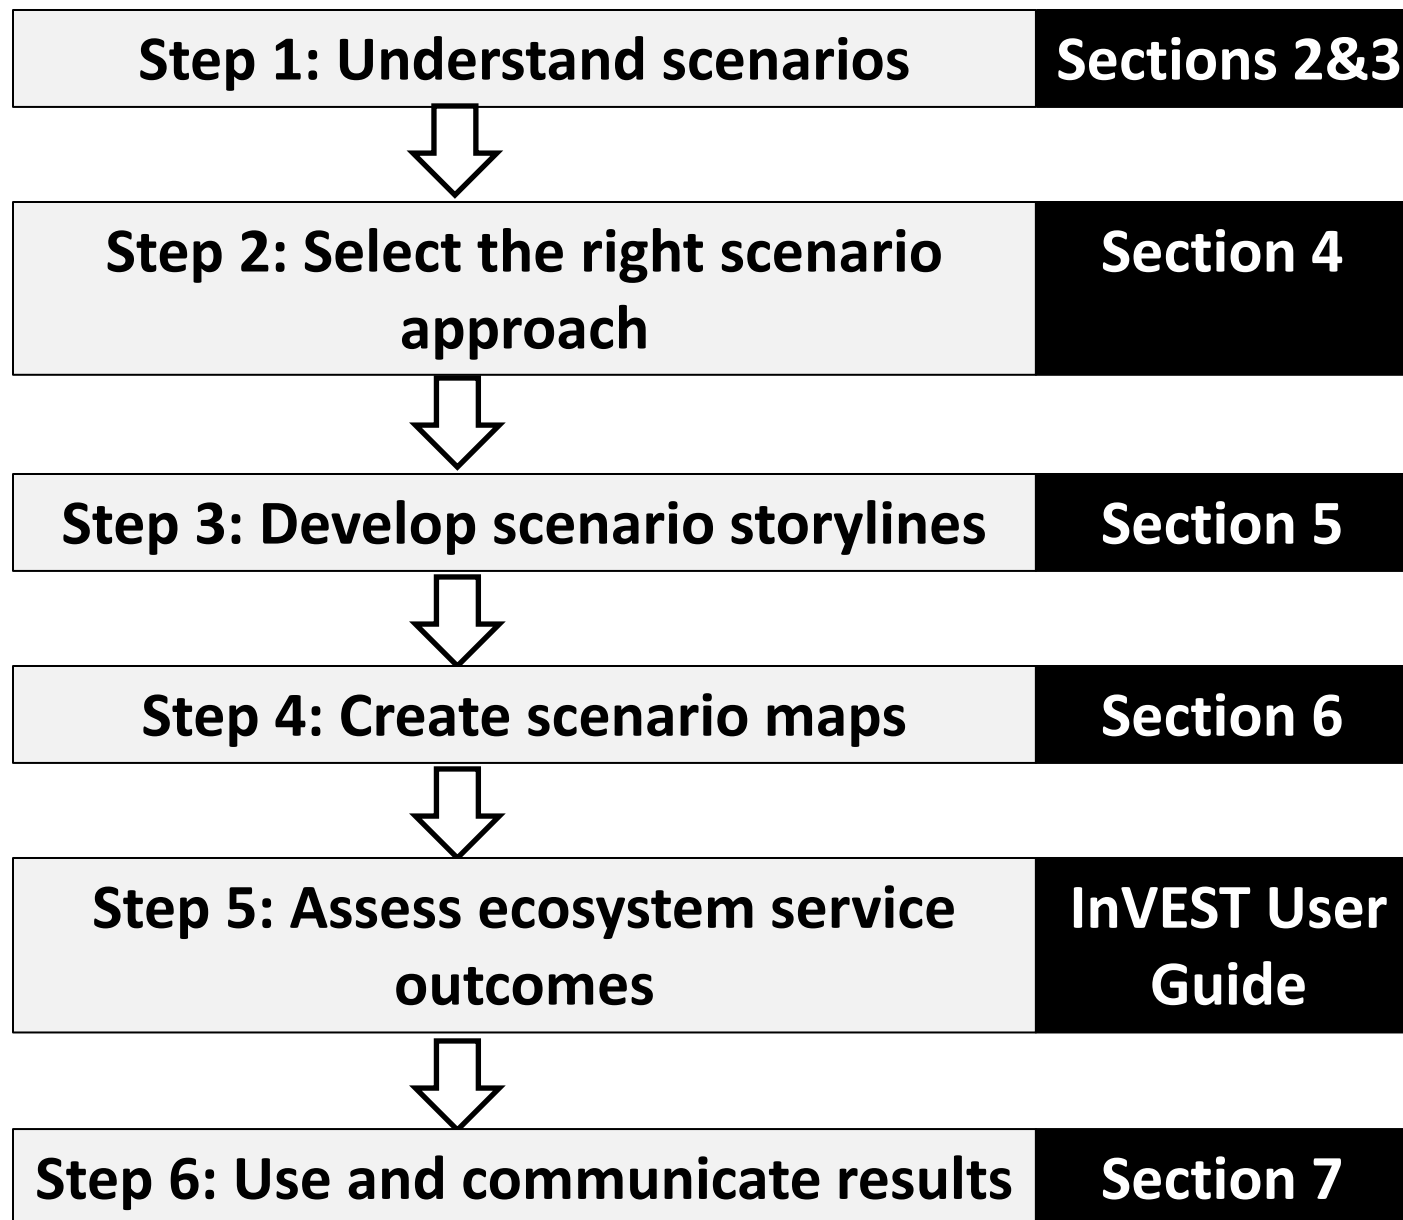 Step 1: Understand scenarios
Sections 2&3
Step 2: Select the right scenario
approach
Section 4
Step 3: Develop scenario storylines
Section 5
Step 4: Create scenario maps
Section 6
Step 5: Assess ecosystem service
outcomes
InVEST User
Guide
Step 6: Use and communicate results
Section 7